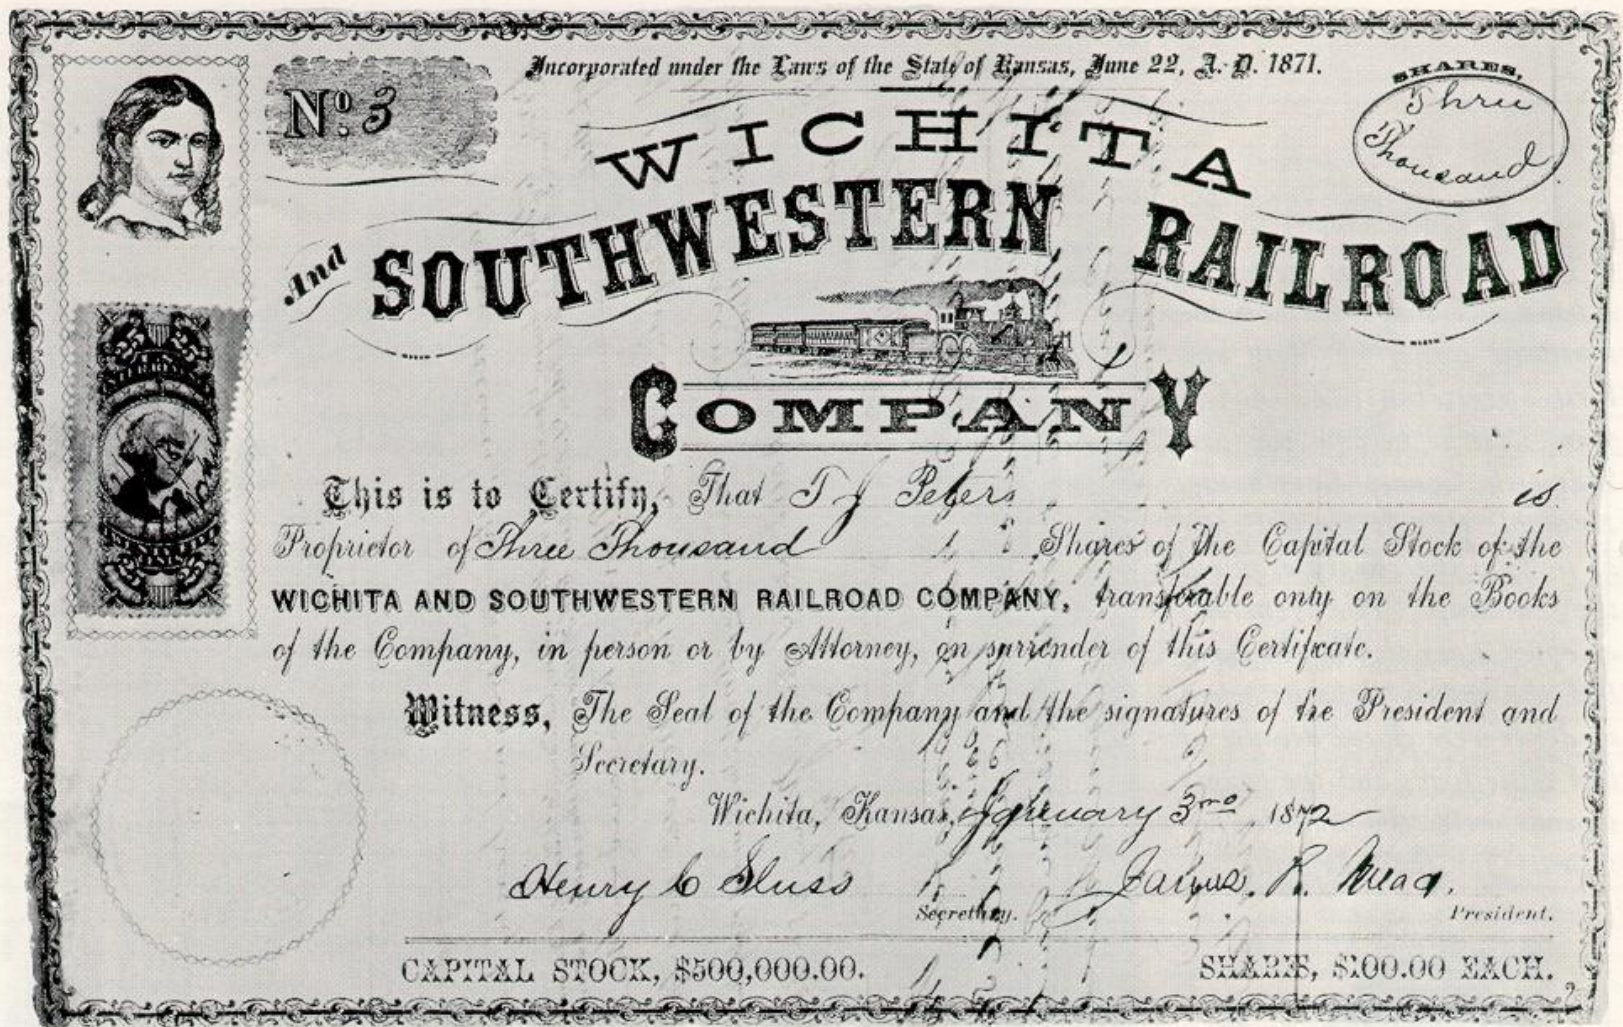 Incorporated under the Laws of the State of Kansas, June 22, A. D. 1871.
No. 3
SHARES,
Three
Thousand
WICHITA
And SOUTHWESTERN RAILROAD
COMPANY
This is to Certify, That T J Peter is
Proprietor of Three Thousand Shares of the Capital Stock of the
WICHITA AND SOUTHWESTERN RAILROAD COMPANY, transferable only on the Books
of the Company, in person or by Attorney, on surrender of this Certificate.
Witness, The Seal of the Company and the signatures of the President and
Secretary.
Wichita, Kansas, January 3rd 1872
Henry C Sluss James R. Mead.
Secretary. President.
CAPITAL STOCK, $500,000.00. SHARES, $100.00 EACH.